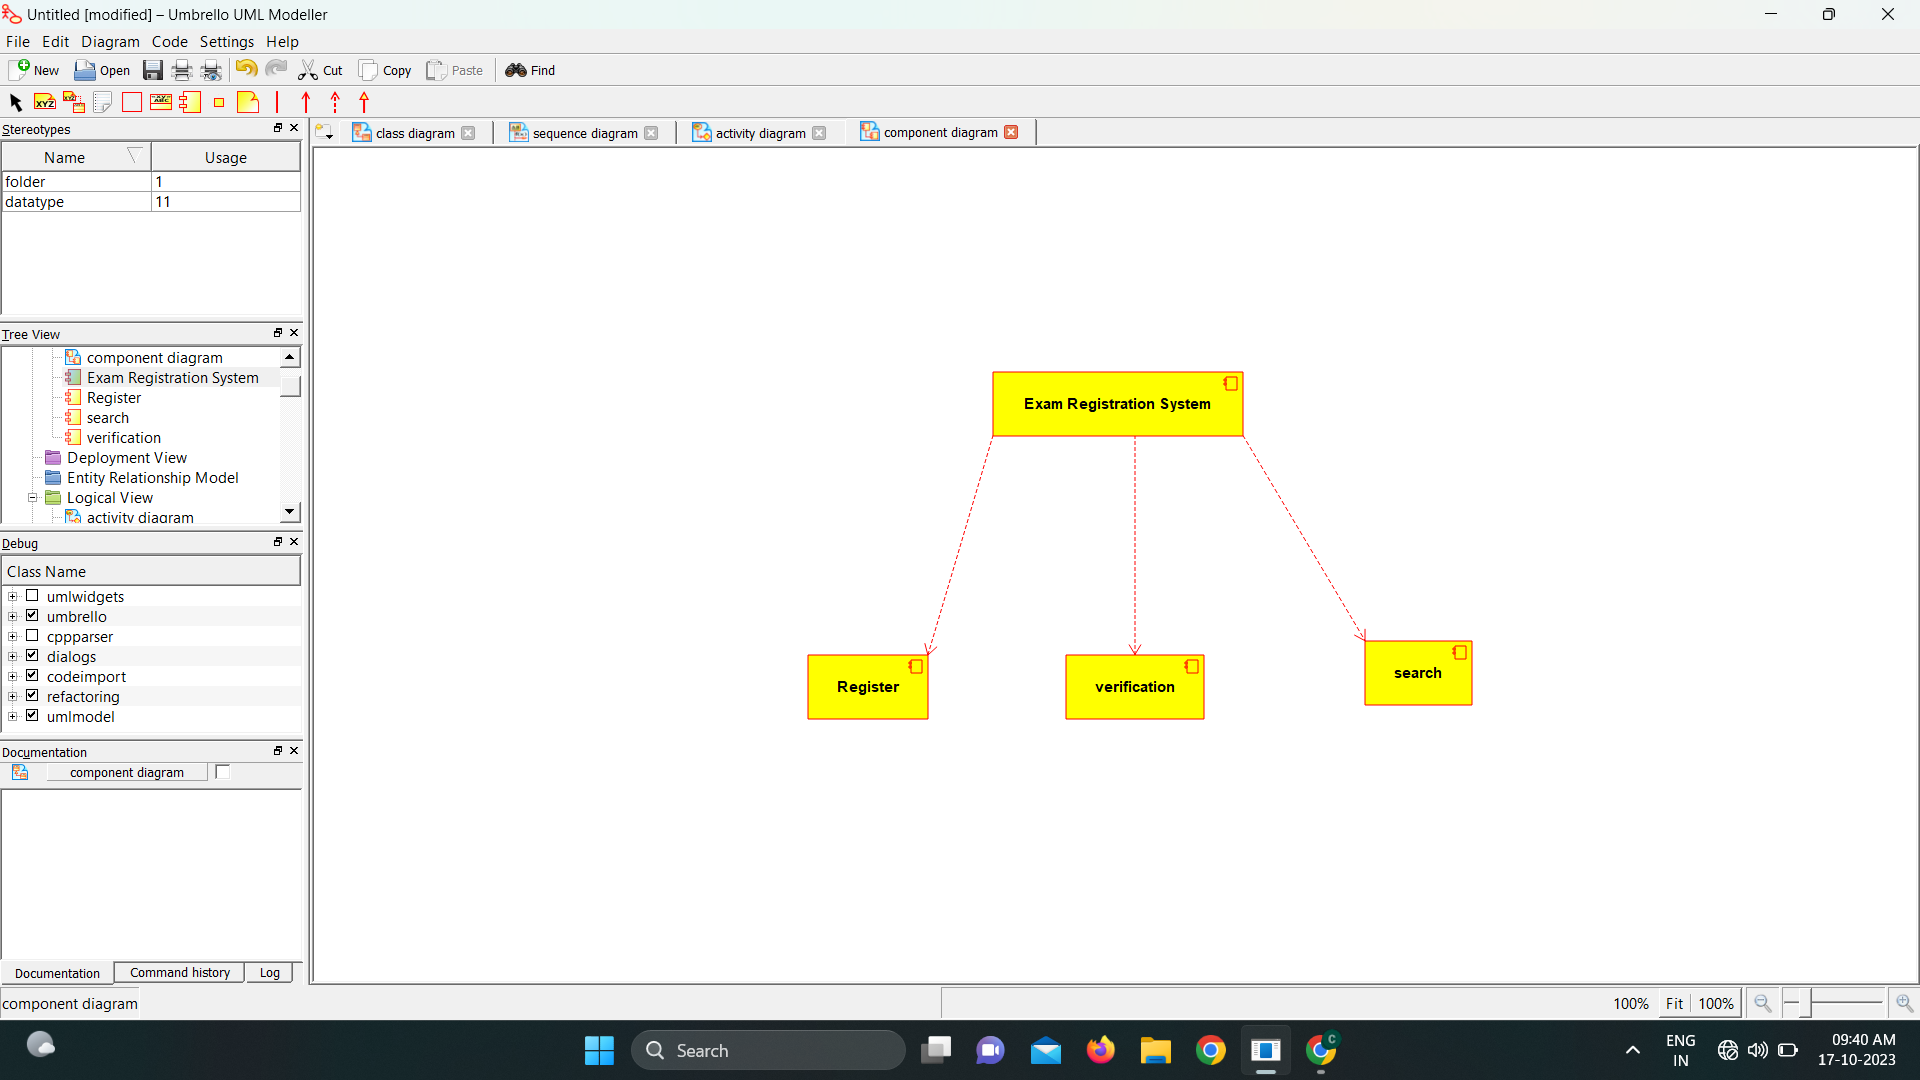 Untitled [modified] – Umbrello UML Modeller
File Edit Diagram Code Settings Help
New Open Cut Copy Paste Find
XYZ
Stereotypes
class diagram sequence diagram activity diagram component diagram
Name Usage
folder 1
datatype 11
Tree View
component diagram
Exam Registration System
Register
search
verification
Deployment View
Entity Relationship Model
Logical View
activity diagram
Debug
Class Name
umlwidgets
umbrello
cppparser
dialogs
codeimport
refactoring
umlmodel
Documentation
component diagram
Documentation Command history Log
Exam Registration System
Register
verification
search
component diagram
100% Fit 100%
Search
C
ENG
IN
09:40 AM
17-10-2023